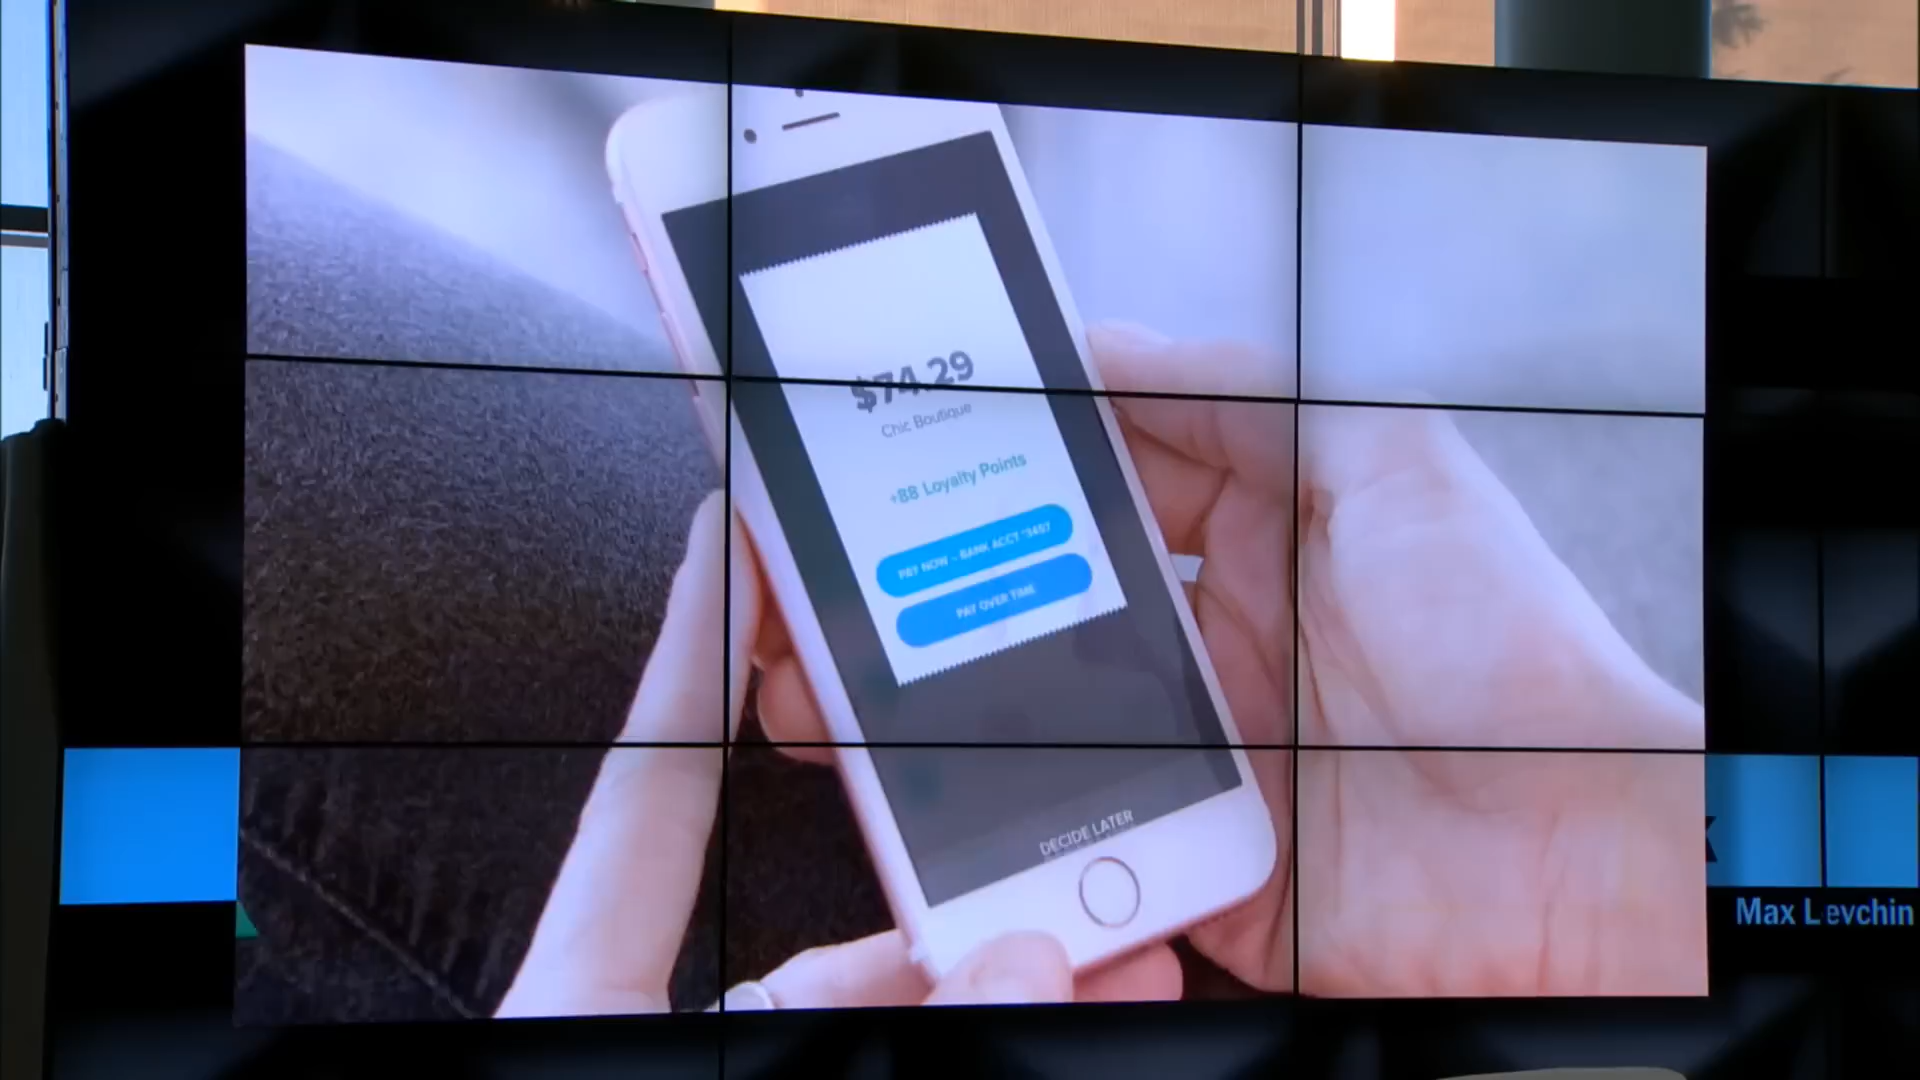 $74.29
Chic Boutique
+88 Loyalty Points
PAY NOW – BANK ACCT *3457
PAY OVER TIME
DECIDE LATER
Max Levchin